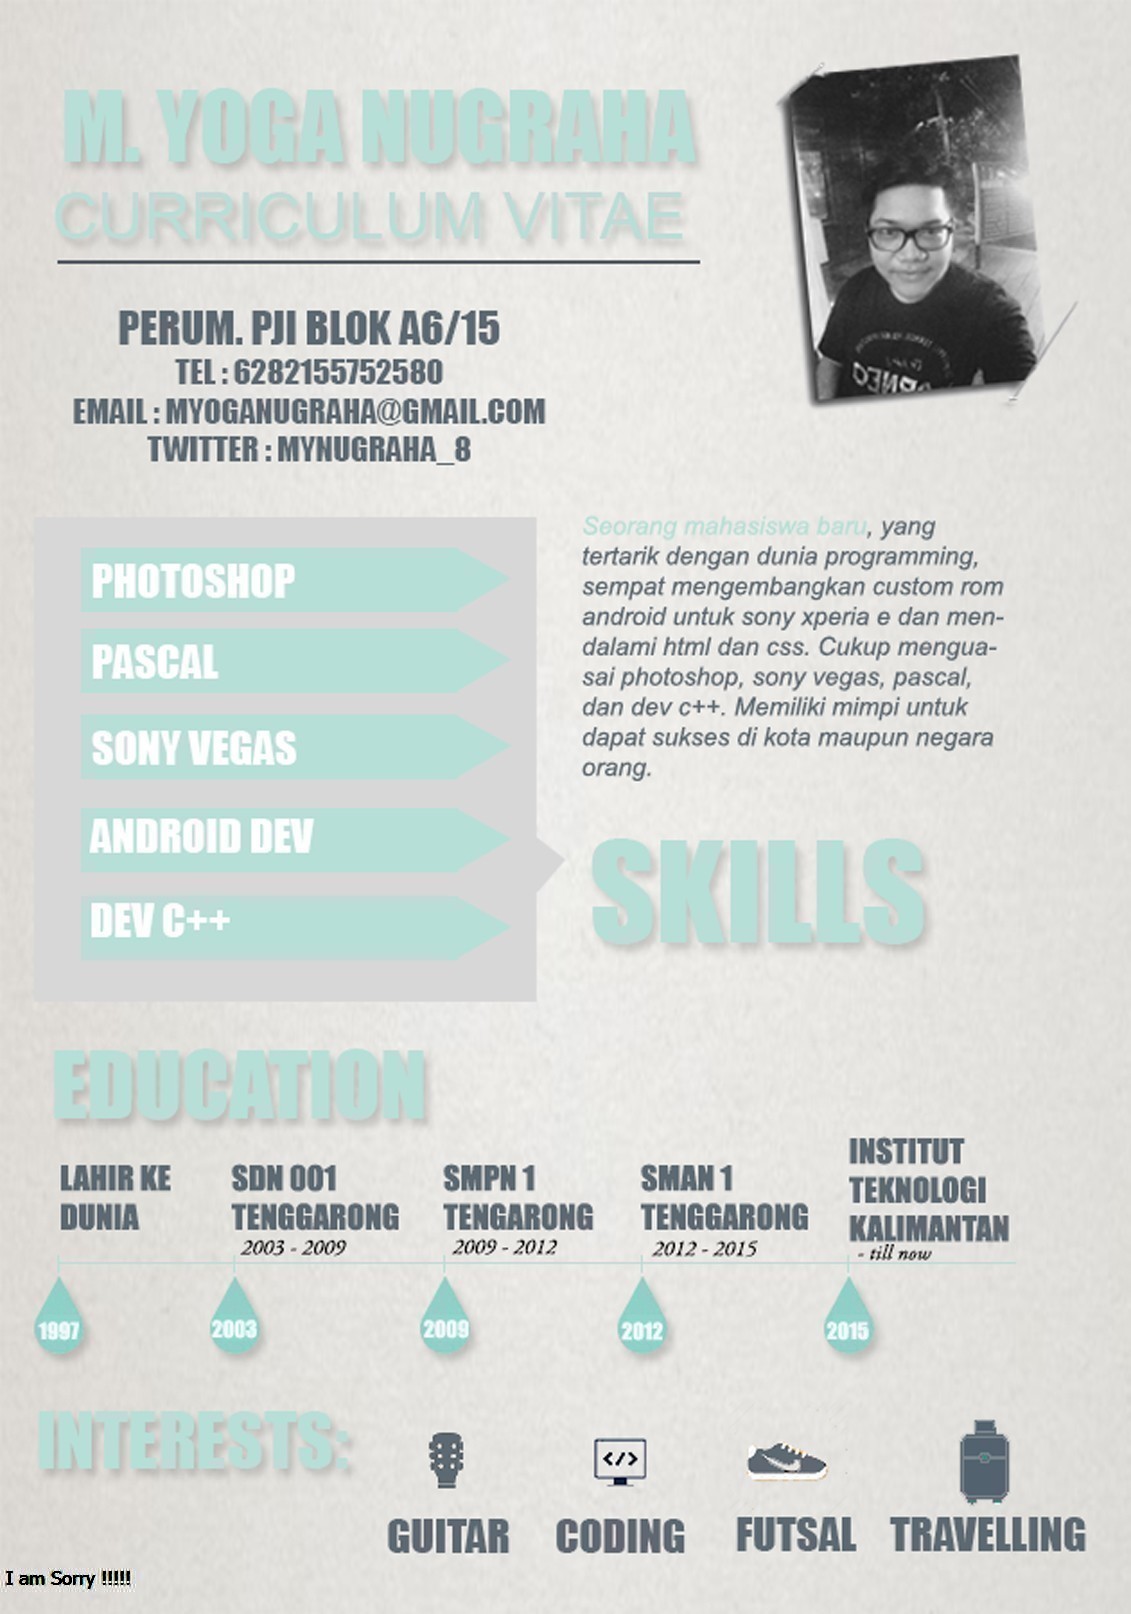 M. YOGA NUGRAHA
CURRICULUM VITAE
PERUM. PJI BLOK A6/15
TEL : 6282155752580
EMAIL : MYOGANUGRAHA@GMAIL.COM
TWITTER : MYNUGRAHA_8
PHOTOSHOP
PASCAL
SONY VEGAS
ANDROID DEV
DEV C++
Seorang mahasiswa baru, yang
tertarik dengan dunia programming,
sempat mengembangkan custom rom
android untuk sony xperia e dan men-
dalami html dan css. Cukup mengua-
sai photoshop, sony vegas, pascal,
dan dev c++. Memiliki mimpi untuk
dapat sukses di kota maupun negara
orang.
SKILLS
EDUCATION
LAHIR KE
DUNIA
1997
SDN 001
TENGGARONG
2003 - 2009
2003
SMPN 1
TENGARONG
2009 - 2012
2009
SMAN 1
TENGGARONG
2012 - 2015
2012
INSTITUT
TEKNOLOGI
KALIMANTAN
- till now
2015
INTERESTS:
</>
GUITAR
CODING
FUTSAL
TRAVELLING
I am Sorry !!!!!